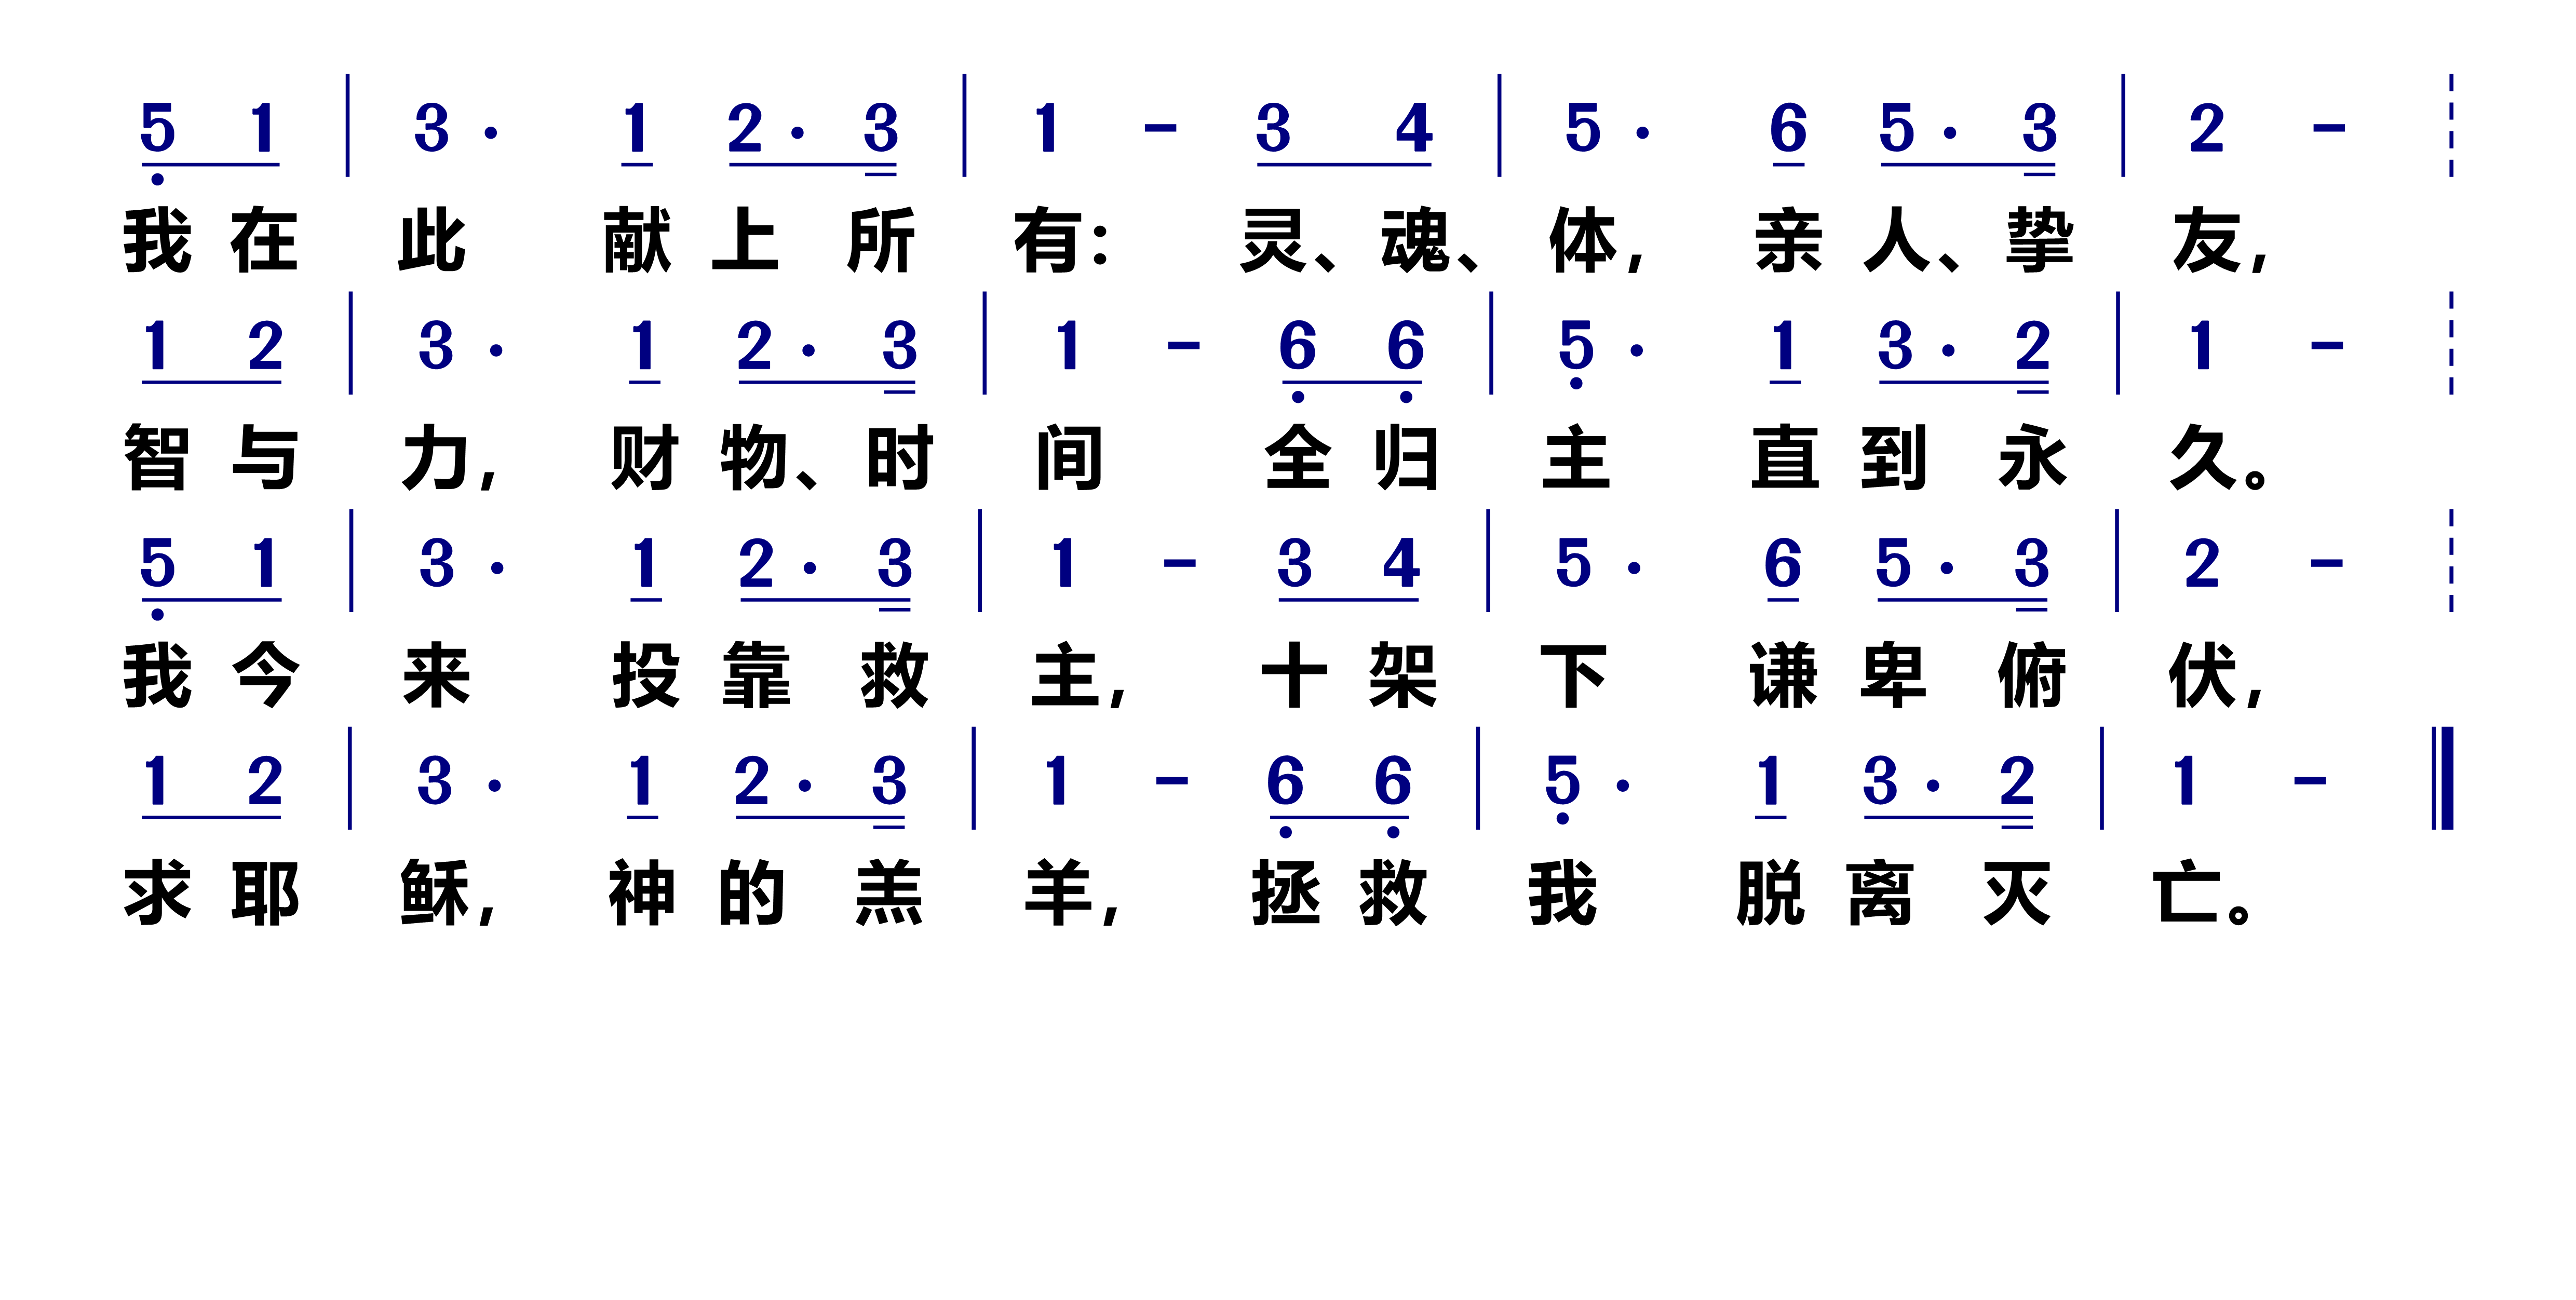 5 1 | 3 · 1 2 · 3 | 1 - 3 4 | 5 · 6 5 · 3 | 2 -
我在此 献上所有：灵、魂、体，亲人、挚友，
1 2 | 3 · 1 2 · 3 | 1 - 6 6 | 5 · 1 3 · 2 | 1 -
智与力，财物、时间 全归主 直到永久。
5 1 | 3 · 1 2 · 3 | 1 - 3 4 | 5 · 6 5 · 3 | 2 -
我今来 投靠救主，十架下 谦卑俯伏，
1 2 | 3 · 1 2 · 3 | 1 - 6 6 | 5 · 1 3 · 2 | 1 -
求耶稣，神的羔羊，拯救我 脱离灭亡。